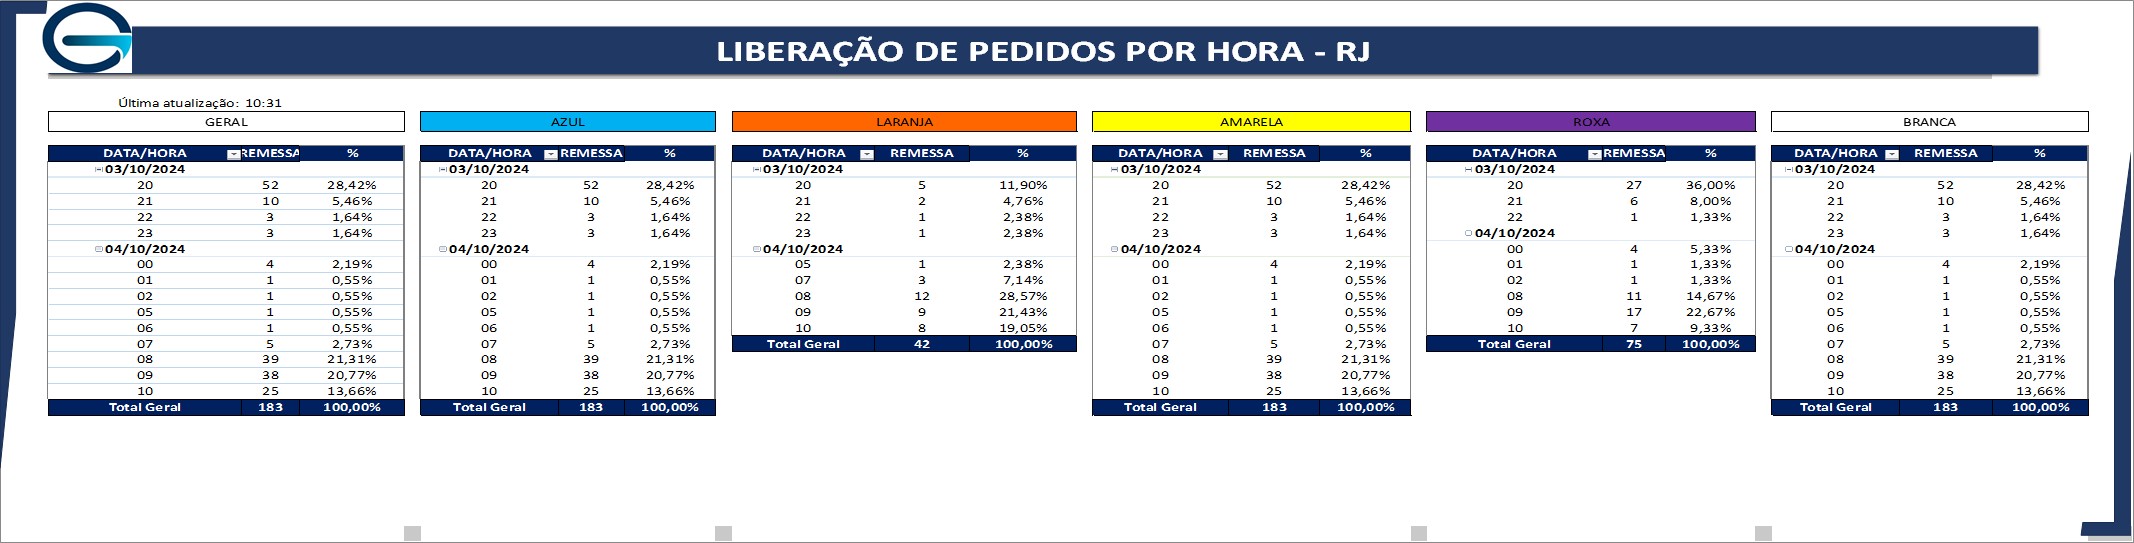 LIBERAÇÃO DE PEDIDOS POR HORA - RJ
Última atualização: 10:31
GERAL
DATA/HORA REMESSA %
03/10/2024
20 52 28,42%
21 10 5,46%
22 3 1,64%
23 3 1,64%
04/10/2024
00 4 2,19%
01 1 0,55%
02 1 0,55%
05 1 0,55%
06 1 0,55%
07 5 2,73%
08 39 21,31%
09 38 20,77%
10 25 13,66%
Total Geral 183 100,00%
AZUL
DATA/HORA REMESSA %
03/10/2024
20 52 28,42%
21 10 5,46%
22 3 1,64%
23 3 1,64%
04/10/2024
00 4 2,19%
01 1 0,55%
02 1 0,55%
05 1 0,55%
06 1 0,55%
07 5 2,73%
08 39 21,31%
09 38 20,77%
10 25 13,66%
Total Geral 183 100,00%
LARANJA
DATA/HORA REMESSA %
03/10/2024
20 5 11,90%
21 2 4,76%
22 1 2,38%
23 1 2,38%
04/10/2024
05 1 2,38%
07 3 7,14%
08 12 28,57%
09 9 21,43%
10 8 19,05%
Total Geral 42 100,00%
AMARELA
DATA/HORA REMESSA %
03/10/2024
20 52 28,42%
21 10 5,46%
22 3 1,64%
23 3 1,64%
04/10/2024
00 4 2,19%
01 1 0,55%
02 1 0,55%
05 1 0,55%
06 1 0,55%
07 5 2,73%
08 39 21,31%
09 38 20,77%
10 25 13,66%
Total Geral 183 100,00%
ROXA
DATA/HORA REMESSA %
03/10/2024
20 27 36,00%
21 6 8,00%
22 1 1,33%
04/10/2024
00 4 5,33%
01 1 1,33%
02 1 1,33%
08 11 14,67%
09 17 22,67%
10 7 9,33%
Total Geral 75 100,00%
BRANCA
DATA/HORA REMESSA %
03/10/2024
20 52 28,42%
21 10 5,46%
22 3 1,64%
23 3 1,64%
04/10/2024
00 4 2,19%
01 1 0,55%
02 1 0,55%
05 1 0,55%
06 1 0,55%
07 5 2,73%
08 39 21,31%
09 38 20,77%
10 25 13,66%
Total Geral 183 100,00%